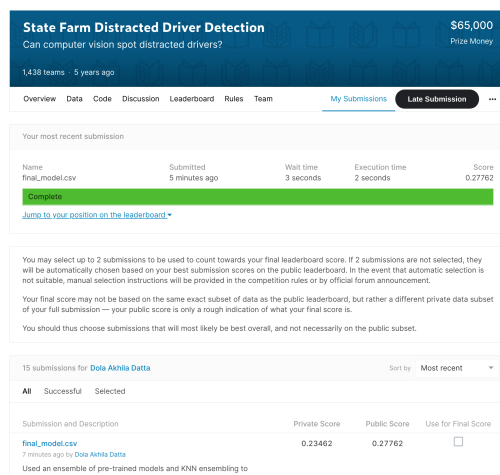 State Farm Distracted Driver Detection
$65,000
Can computer vision spot distracted drivers?
Prize Money
1,438 teams · 5 years ago
Overview Data Code Discussion Leaderboard Rules Team My Submissions Late Submission ...
Your most recent submission
Name Submitted Wait time Execution time Score
final_model.csv 5 minutes ago 3 seconds 2 seconds 0.27762
Complete
Jump to your position on the leaderboard
You may select up to 2 submissions to be used to count towards your final leaderboard score. If 2 submissions are not selected, they
will be automatically chosen based on your best submission scores on the public leaderboard. In the event that automatic selection is
not suitable, manual selection instructions will be provided in the competition rules or by official forum announcement.
Your final score may not be based on the same exact subset of data as the public leaderboard, but rather a different private data subset
of your full submission — your public score is only a rough indication of what your final score is.
You should thus choose submissions that will most likely be best overall, and not necessarily on the public subset.
15 submissions for Dola Akhila Datta Sort by Most recent
All Successful Selected
Submission and Description Private Score Public Score Use for Final Score
final_model.csv 0.23462 0.27762
7 minutes ago by Dola Akhila Datta
Used an ensemble of pre-trained models and KNN ensembling to